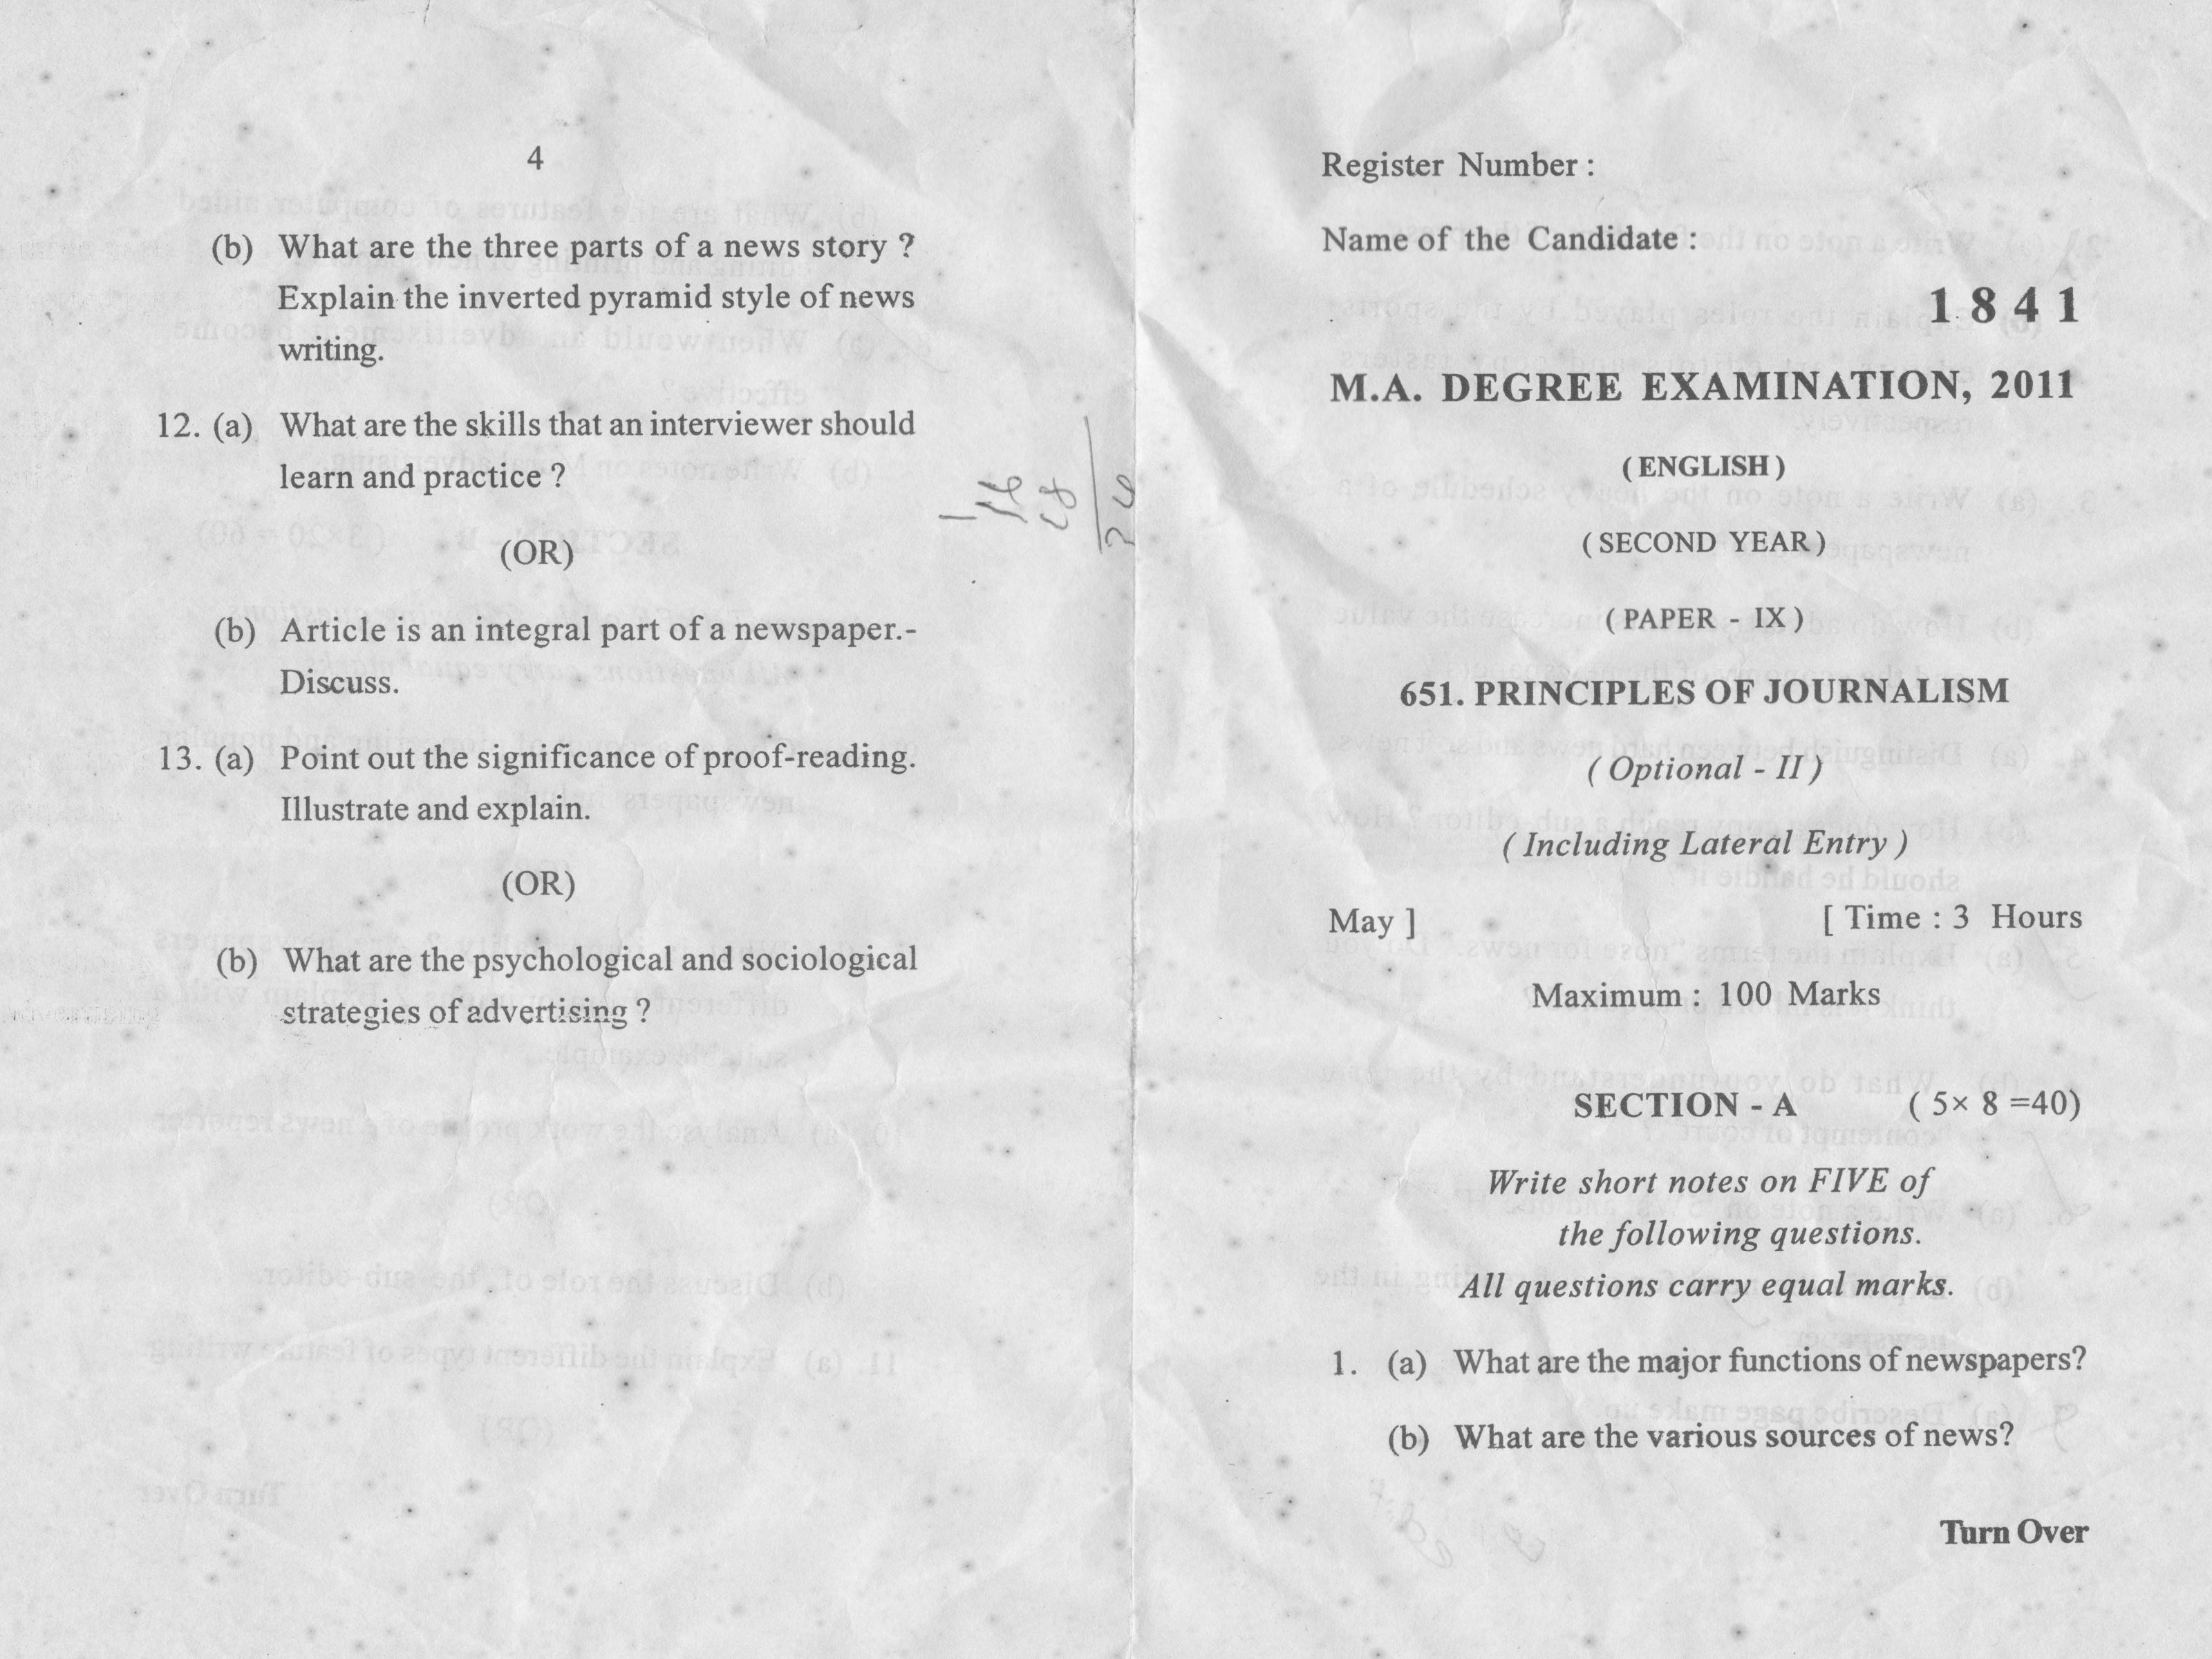 4
(b) What are the three parts of a news story ?
Explain the inverted pyramid style of news
writing.
12. (a) What are the skills that an interviewer should
learn and practice ?
(OR)
(b) Article is an integral part of a newspaper.-
Discuss.
13. (a) Point out the significance of proof-reading.
Illustrate and explain.
(OR)
(b) What are the psychological and sociological
strategies of advertising ?
Register Number :
Name of the Candidate :
1 8 4 1
M.A. DEGREE EXAMINATION, 2011
( ENGLISH )
( SECOND YEAR )
( PAPER - IX )
651. PRINCIPLES OF JOURNALISM
( Optional - II )
( Including Lateral Entry )
May ] [ Time : 3 Hours
Maximum : 100 Marks
SECTION - A ( 5× 8 =40)
Write short notes on FIVE of
the following questions.
All questions carry equal marks.
1. (a) What are the major functions of newspapers?
(b) What are the various sources of news?
Turn Over